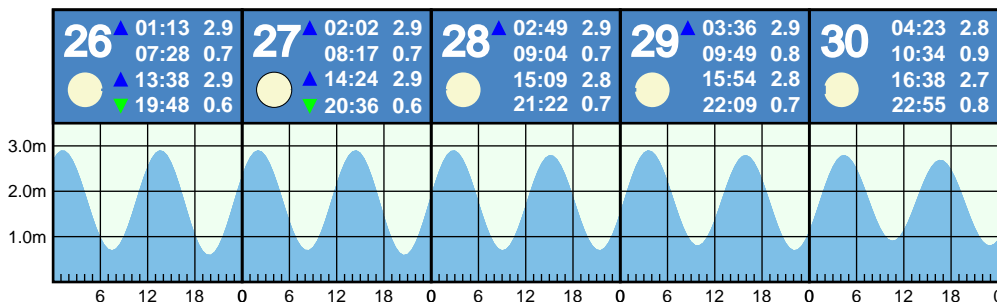 26 ▲ 01:13 2.9
07:28 0.7
▲ 13:38 2.9
▼ 19:48 0.6
27 ▲ 02:02 2.9
08:17 0.7
▲ 14:24 2.9
▼ 20:36 0.6
28 ▲ 02:49 2.9
09:04 0.7
15:09 2.8
21:22 0.7
29 ▲ 03:36 2.9
09:49 0.8
15:54 2.8
22:09 0.7
30 04:23 2.8
10:34 0.9
16:38 2.7
22:55 0.8
3.0m
2.0m
1.0m
6 12 18 0 6 12 18 0 6 12 18 0 6 12 18 0 6 12 18